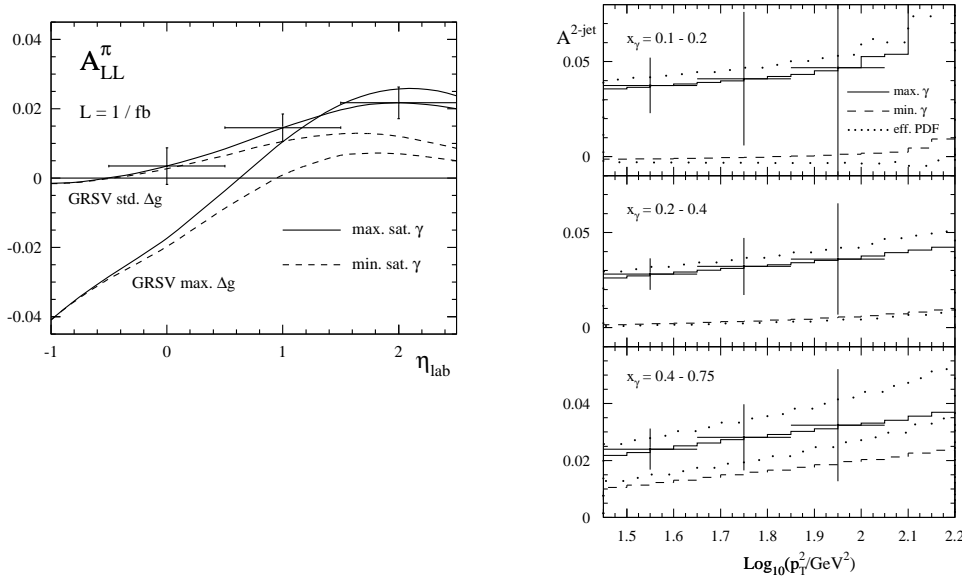 A_LL^π
L = 1 / fb
GRSV std. Δg
GRSV max. Δg
max. sat. γ
min. sat. γ
0.04
0.02
0
-0.02
-0.04
-1
0
1
2
η_lab
A^2-jet
x_γ = 0.1 - 0.2
max. γ
min. γ
eff. PDF
0.05
0
x_γ = 0.2 - 0.4
0.05
0
x_γ = 0.4 - 0.75
0.04
0.02
0
1.5 1.6 1.7 1.8 1.9 2 2.1 2.2
Log_10(p_T^2/GeV^2)